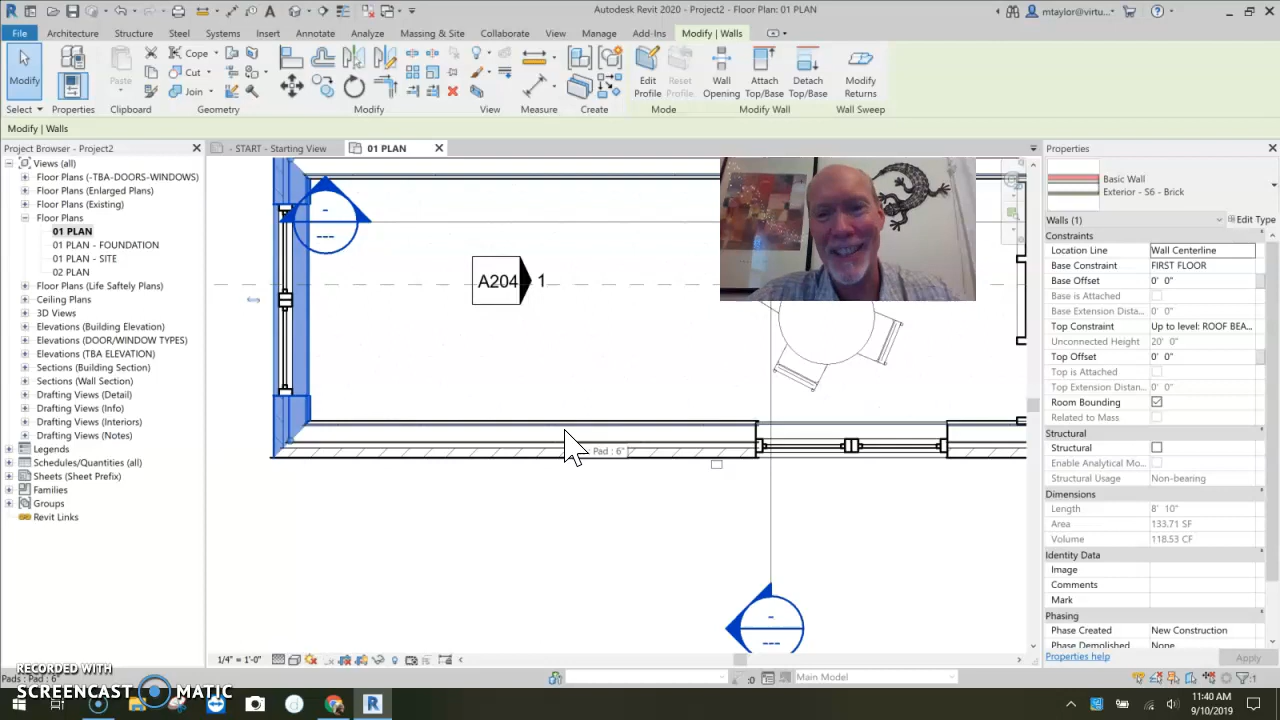 Autodesk Revit 2020 - Project2 - Floor Plan: 01 PLAN
mtaylor@virtu...
File Architecture Structure Steel Systems Insert Annotate Analyze Massing & Site Collaborate View Manage Add-Ins Modify | Walls
Modify
Paste
Cope
Cut
Join
Edit Profile
Reset Profile
Wall Opening
Attach Top/Base
Detach Top/Base
Modify Returns
Select Properties Clipboard Geometry Modify View Measure Create Mode Modify Wall Wall Sweep
Modify | Walls
Project Browser - Project2
- START - Starting View
01 PLAN
Properties
Views (all)
Floor Plans (-TBA-DOORS-WINDOWS)
Floor Plans (Enlarged Plans)
Floor Plans (Existing)
Floor Plans
01 PLAN
01 PLAN - FOUNDATION
01 PLAN - SITE
02 PLAN
Floor Plans (Life Saftely Plans)
Ceiling Plans
3D Views
Elevations (Building Elevation)
Elevations (DOOR/WINDOW TYPES)
Elevations (TBA ELEVATION)
Sections (Building Section)
Sections (Wall Section)
Drafting Views (Detail)
Drafting Views (Info)
Drafting Views (Interiors)
Drafting Views (Notes)
Legends
Schedules/Quantities (all)
Sheets (Sheet Prefix)
Families
Groups
Revit Links
-
---
A204 1
Pad : 6"
-
---
Basic Wall
Exterior - S6 - Brick
Walls (1) Edit Type
Constraints
Location Line Wall Centerline
Base Constraint FIRST FLOOR
Base Offset 0' 0"
Base is Attached
Base Extension Dista... 0' 0"
Top Constraint Up to level: ROOF BEA...
Unconnected Height 20' 0"
Top Offset 0' 0"
Top is Attached
Top Extension Distan... 0' 0"
Room Bounding
Related to Mass
Structural
Structural
Enable Analytical Mo...
Structural Usage Non-bearing
Dimensions
Length 8' 10"
Area 133.71 SF
Volume 118.53 CF
Identity Data
Image
Comments
Mark
Phasing
Phase Created New Construction
Phase Demolished None
Properties help Apply
1/4" = 1'-0"
Pads : Pad : 6"
:0
Main Model
:1
RECORDED WITH
SCREENCAST MATIC
11:40 AM
9/10/2019